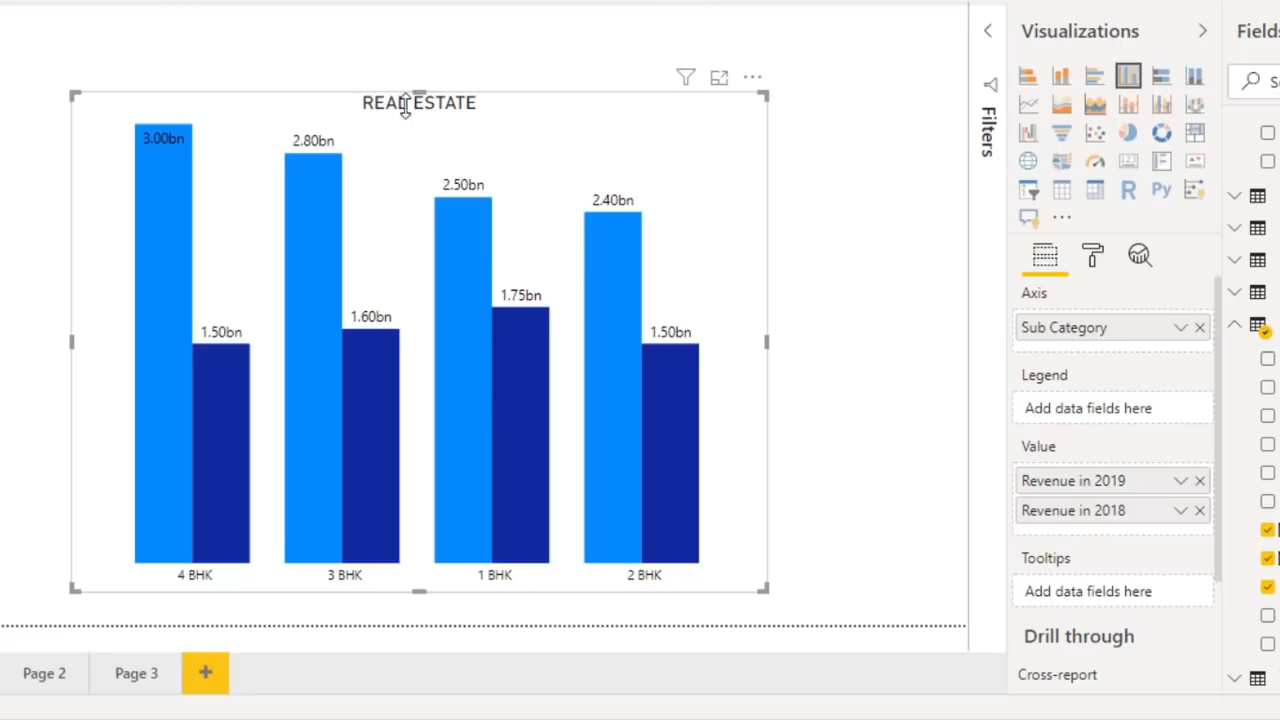 Visualizations
Fields
REAL ESTATE
3.00bn
2.80bn
2.50bn
2.40bn
1.50bn
1.60bn
1.75bn
1.50bn
4 BHK
3 BHK
1 BHK
2 BHK
Filters
R
Py
Axis
Sub Category
Legend
Add data fields here
Value
Revenue in 2019
Revenue in 2018
Tooltips
Add data fields here
Drill through
Cross-report
Page 2
Page 3
+